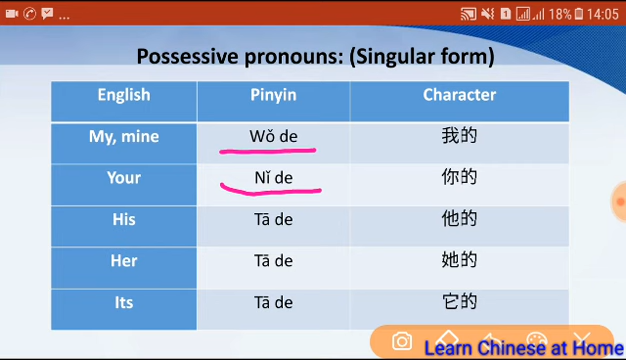 ... 18% 14:05
Possessive pronouns: (Singular form)
English Pinyin Character
My, mine Wǒ de 我的
Your Nǐ de 你的
His Tā de 他的
Her Tā de 她的
Its Tā de 它的
Learn Chinese at Home